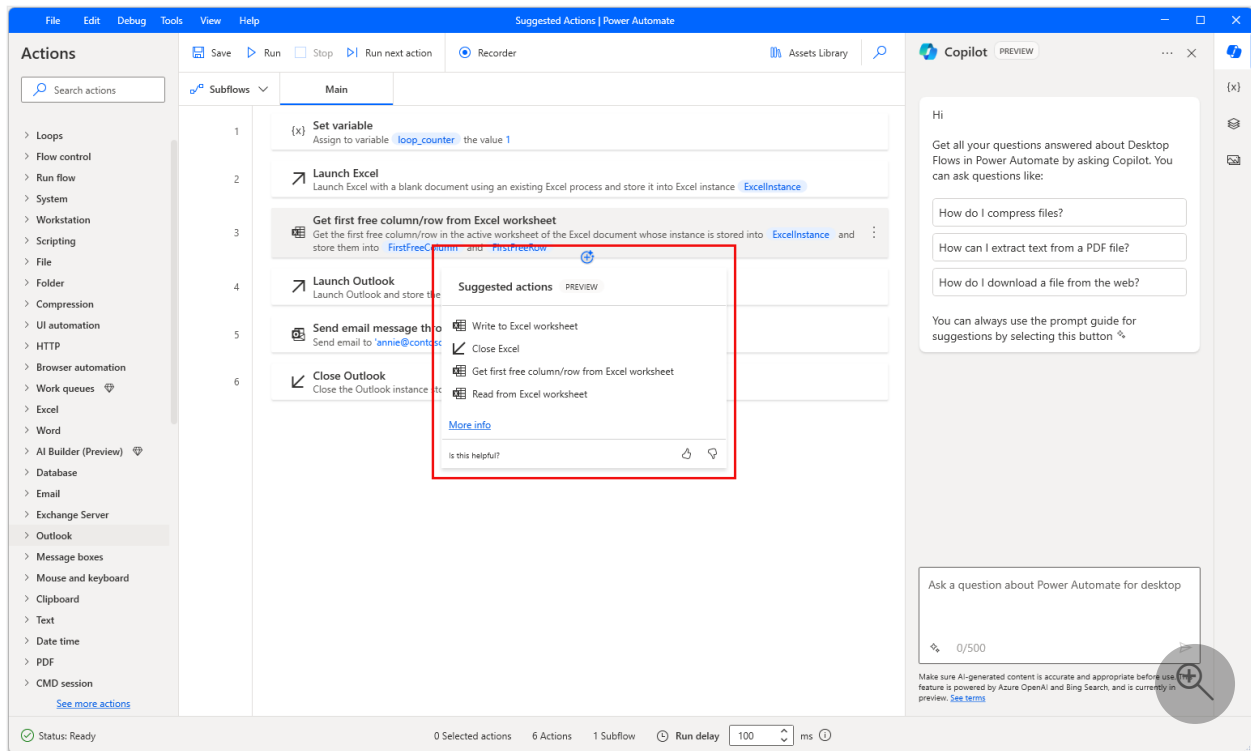 File Edit Debug Tools View Help Suggested Actions | Power Automate
Actions
Search actions
Loops
Flow control
Run flow
System
Workstation
Scripting
File
Folder
Compression
UI automation
HTTP
Browser automation
Work queues
Excel
Word
AI Builder (Preview)
Database
Email
Exchange Server
Outlook
Message boxes
Mouse and keyboard
Clipboard
Text
Date time
PDF
CMD session
See more actions
Save Run Stop Run next action Recorder Assets Library
Subflows Main
1 {x} Set variable
Assign to variable loop_counter the value 1
2 Launch Excel
Launch Excel with a blank document using an existing Excel process and store it into Excel instance ExcelInstance
3 Get first free column/row from Excel worksheet
Get the first free column/row in the active worksheet of the Excel document whose instance is stored into ExcelInstance and
store them into FirstFreeColumn and FirstFreeRow
4 Launch Outlook
Launch Outlook and store the
5 Send email message thro
Send email to 'annie@contoso
6 Close Outlook
Close the Outlook instance sto
Suggested actions PREVIEW
Write to Excel worksheet
Close Excel
Get first free column/row from Excel worksheet
Read from Excel worksheet
More info
Is this helpful?
Copilot PREVIEW
Hi
Get all your questions answered about Desktop
Flows in Power Automate by asking Copilot. You
can ask questions like:
How do I compress files?
How can I extract text from a PDF file?
How do I download a file from the web?
You can always use the prompt guide for
suggestions by selecting this button
Ask a question about Power Automate for desktop
0/500
Make sure AI-generated content is accurate and appropriate before use.
feature is powered by Azure OpenAI and Bing Search, and is currently in
preview. See terms
{x}
Status: Ready 0 Selected actions 6 Actions 1 Subflow Run delay 100 ms